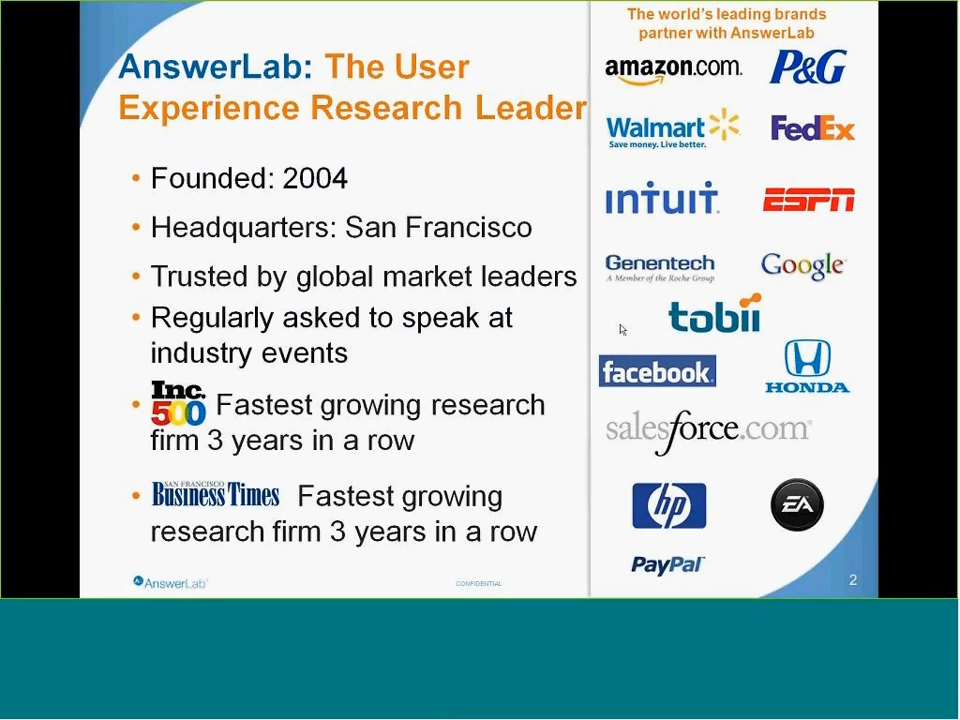 AnswerLab: The User
Experience Research Leader
• Founded: 2004
• Headquarters: San Francisco
• Trusted by global market leaders
• Regularly asked to speak at
industry events
• Inc. 500 Fastest growing research
firm 3 years in a row
• SAN FRANCISCO BUSINESS TIMES Fastest growing
research firm 3 years in a row
AnswerLab
CONFIDENTIAL
The world's leading brands
partner with AnswerLab
amazon.com. P&G
Walmart FedEx
Save money. Live better.
intuit. ESPN
Genentech Google
A Member of the Roche Group
tobii
facebook.
HONDA
salesforce.com®
hp EA
PayPal™
2